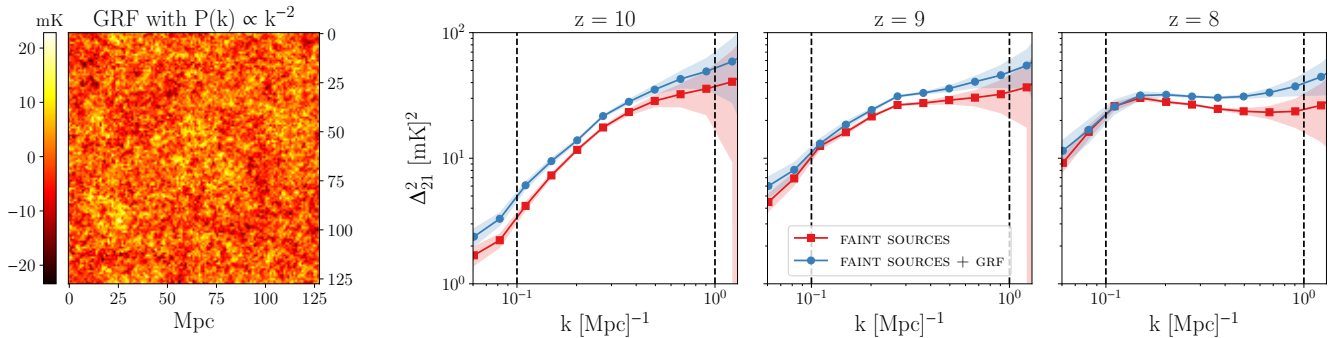 mK
GRF with P(k) ∝ k⁻²
20
10
0
−10
−20
0
25
50
75
100
125
0
25
50
75
100
125
Mpc
z = 10
z = 9
z = 8
Δ²₂₁ [mK]²
10²
10¹
10⁰
10⁻¹
10⁰
k [Mpc]⁻¹
10⁻¹
10⁰
k [Mpc]⁻¹
FAINT SOURCES
FAINT SOURCES + GRF
10⁻¹
10⁰
k [Mpc]⁻¹